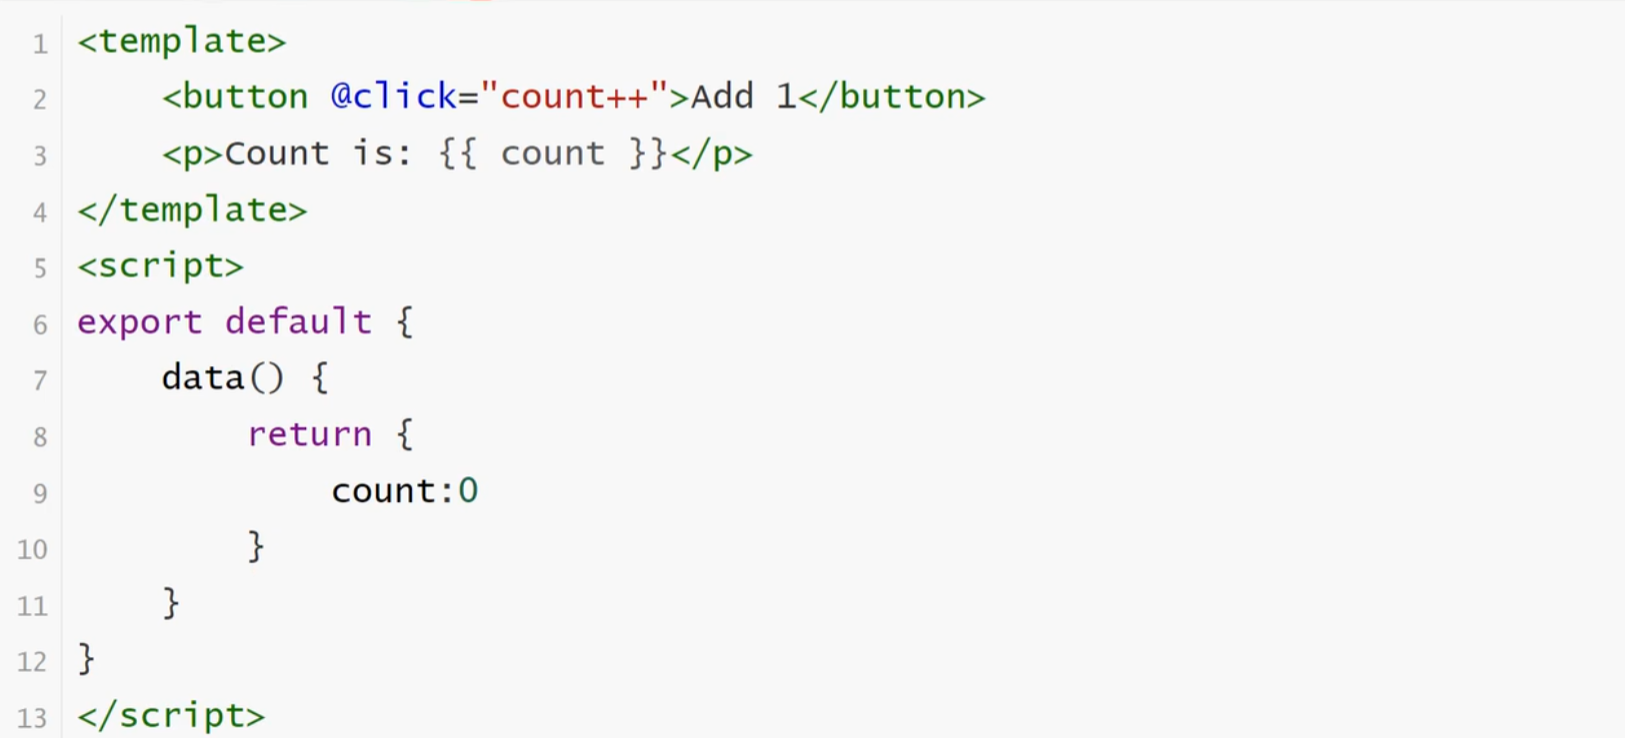 1 <template>
2     <button @click="count++">Add 1</button>
3     <p>Count is: {{ count }}</p>
4 </template>
5 <script>
6 export default {
7     data() {
8         return {
9             count:0
10         }
11     }
12 }
13 </script>